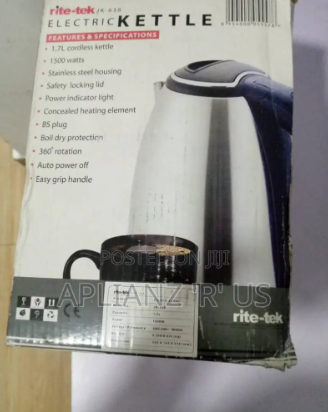 rite-tek
ELECTRIC KETTLE
FEATURES & SPECIFICATIONS
• 1.7L cordless kettle
• 1500 watts
• Stainless steel housing
• Safety locking lid
• Power indicator light
• Concealed heating element
• BS plug
• Boil dry protection
• 360° rotation
• Auto power off
• Easy grip handle
POSTED ON JIJI
APLIANZ'R' US
CE
rite-tek